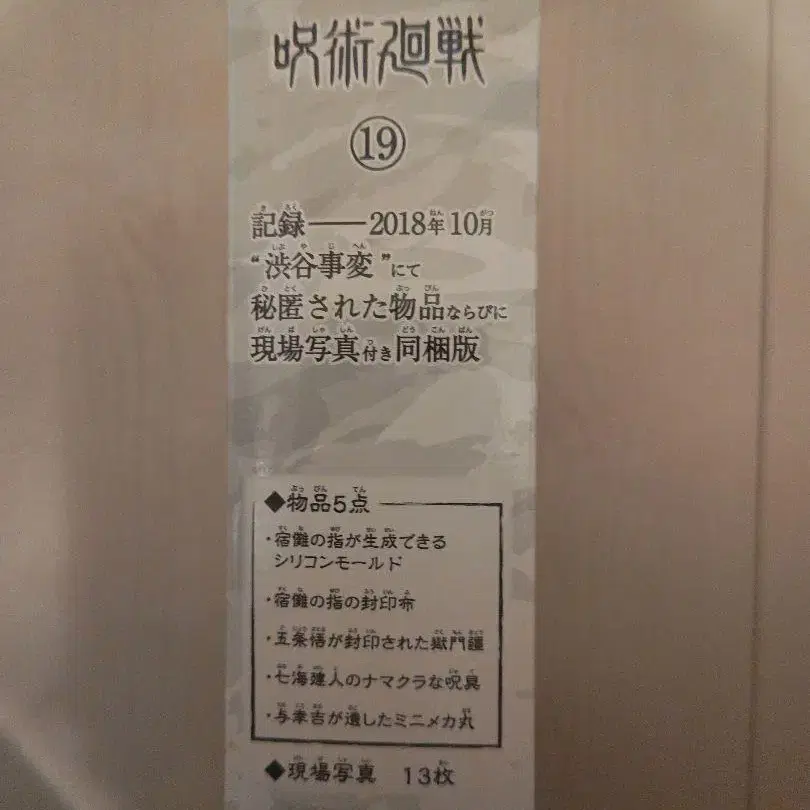 呪術廻戦
⑲
記録――2018年10月
“渋谷事変”にて
秘匿された物品ならびに
現場写真付き同梱版
◆物品5点
・宿儺の指が生成できる
シリコンモールド
・宿儺の指の封印布
・五条悟が封印された獄門疆
・七海建人のナマクラな呪具
・与幸吉が遺したミニメカ丸
◆現場写真 13枚